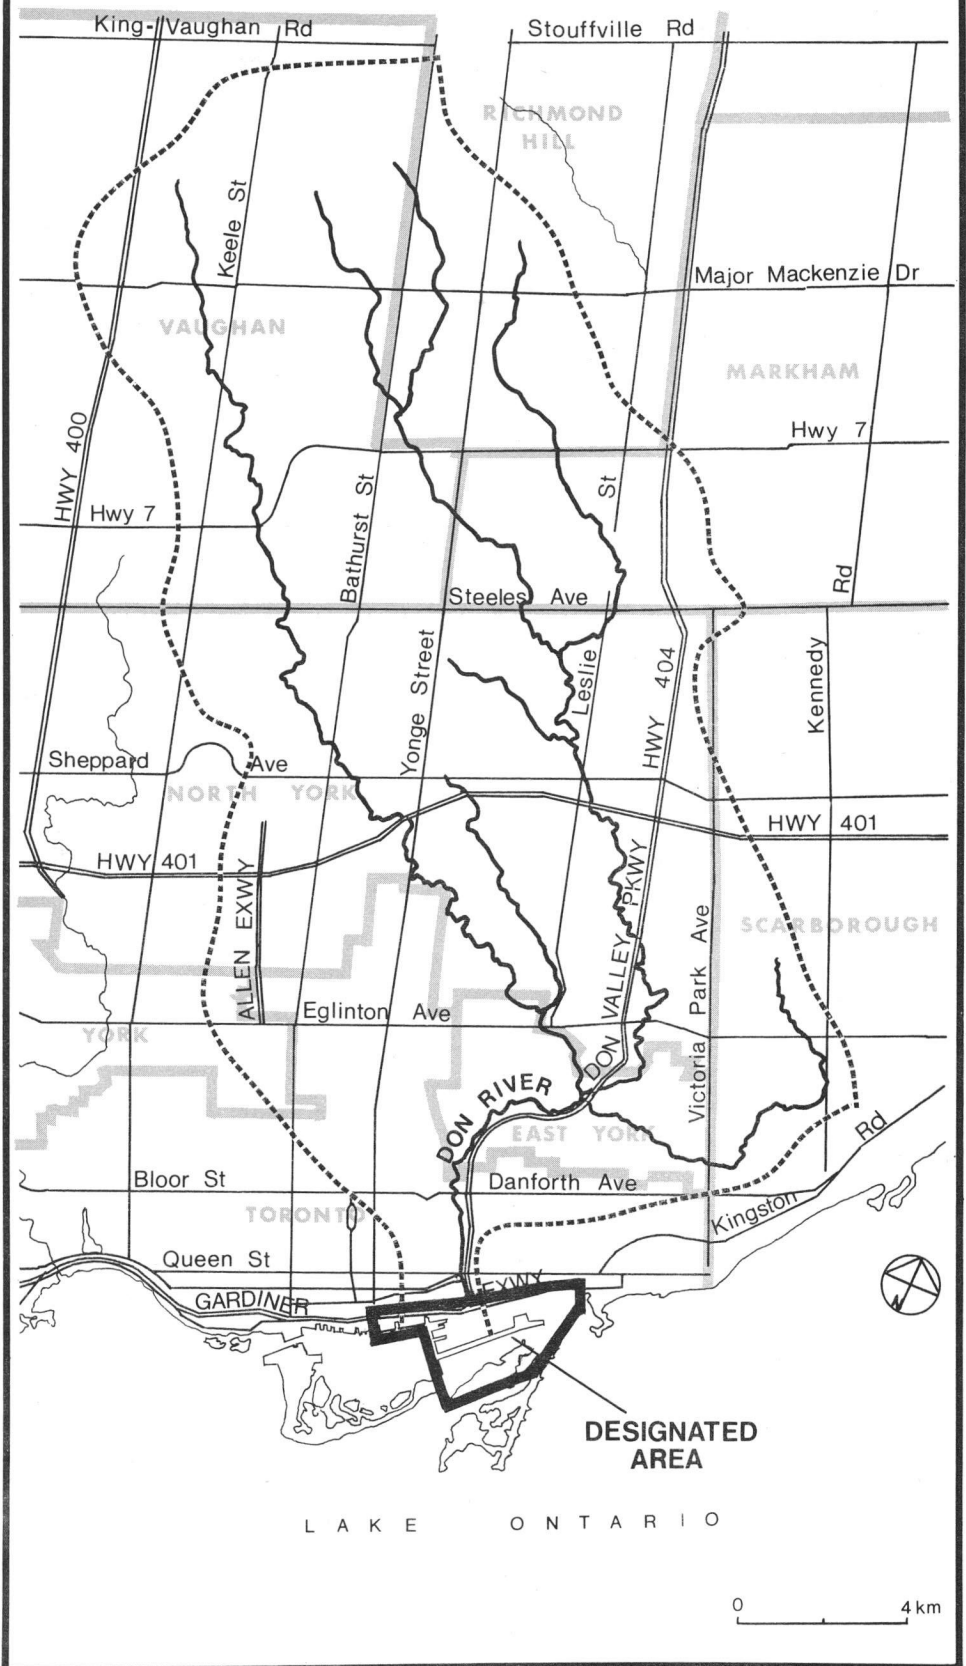 King-Vaughan Rd
Stouffville Rd
RICHMOND
HILL
Keele St
Major Mackenzie Dr
VAUGHAN
MARKHAM
HWY 400
Hwy 7
Hwy 7
Bathurst St
St
Rd
Steeles Ave
Yonge Street
Leslie
HWY 404
Kennedy
Sheppard Ave
NORTH YORK
HWY 401
HWY 401
ALLEN EXWY
DON VALLEY PKWY
Victoria Park Ave
SCARBOROUGH
Eglinton Ave
YORK
DON RIVER
EAST YORK
Rd
Bloor St
Danforth Ave
TORONTO
Kingston
Queen St
GARDINER
EXWY
N
DESIGNATED
AREA
LAKE ONTARIO
0
4 km